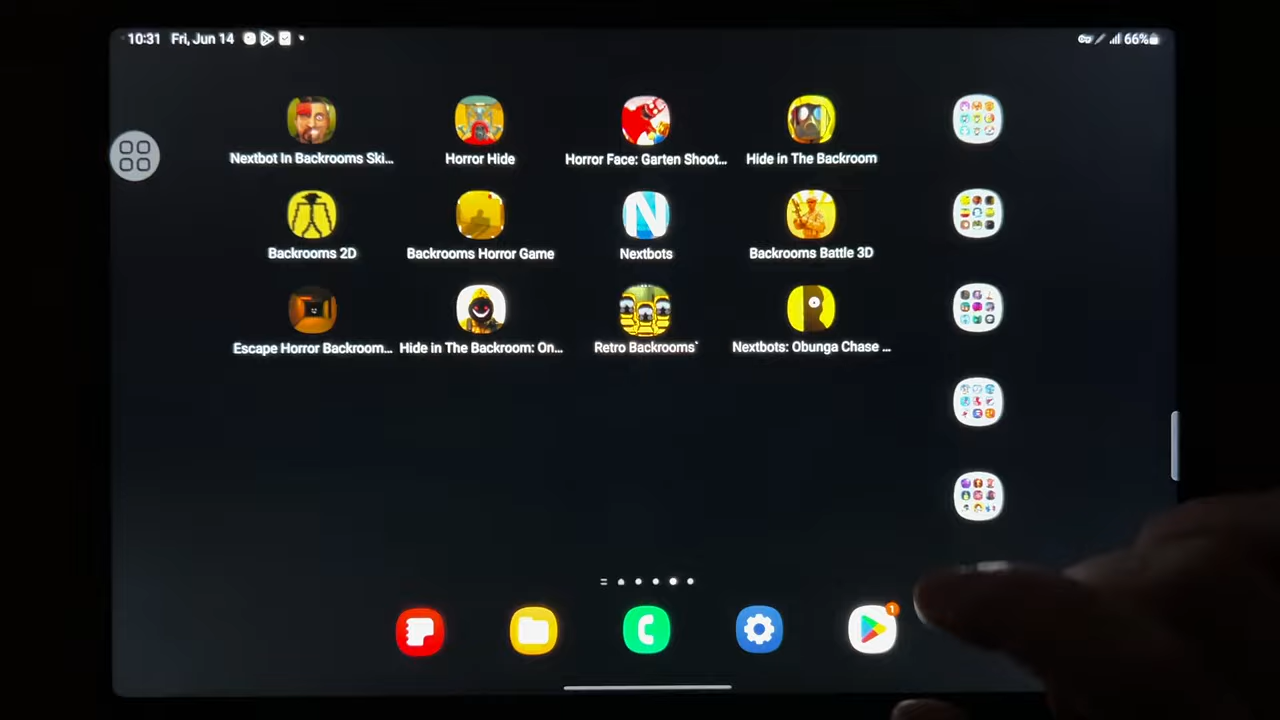 10:31 Fri, Jun 14
66%
Nextbot In Backrooms Ski...
Horror Hide
Horror Face: Garten Shoot...
Hide in The Backroom
Backrooms 2D
Backrooms Horror Game
N
Nextbots
Backrooms Battle 3D
Escape Horror Backroom...
Hide in The Backroom: On...
Retro Backrooms`
Nextbots: Obunga Chase ...
1